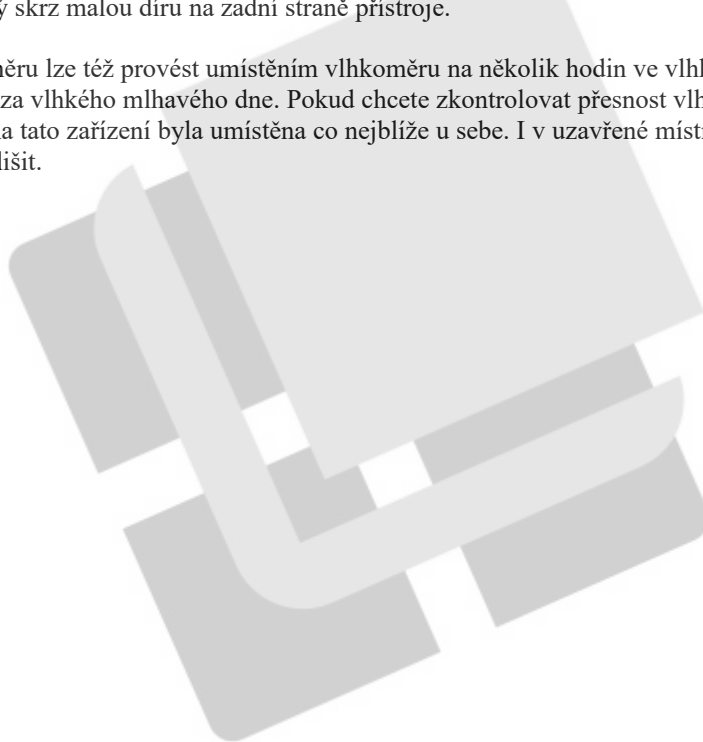 skrz malou díru na zadní straně přístroje.
ěru lze též provést umístěním vlhkoměru na několik hodin ve vlhk
za vlhkého mlhavého dne. Pokud chcete zkontrolovat přesnost vlh
a tato zařízení byla umístěna co nejblíže u sebe. I v uzavřené míst
lišit.